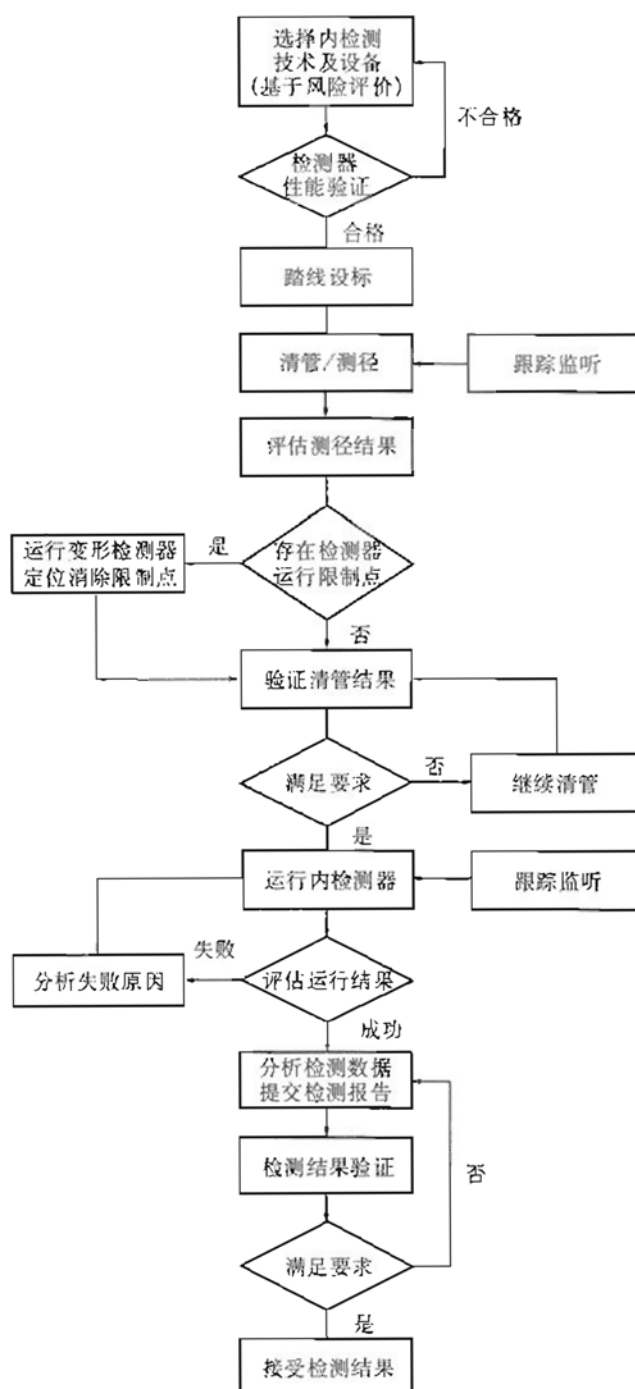 选择内检测
技术及设备
(基于风险评价)
不合格
检测器
性能验证
合格
踏线设标
清管/测径
跟踪监听
评估测径结果
运行变形检测器
定位消除限制点
是
存在检测器
运行限制点
否
验证清管结果
满足要求
否
继续清管
是
运行内检测器
跟踪监听
失败
分析失败原因
评估运行结果
成功
分析检测数据
提交检测报告
检测结果验证
否
满足要求
是
接受检测结果